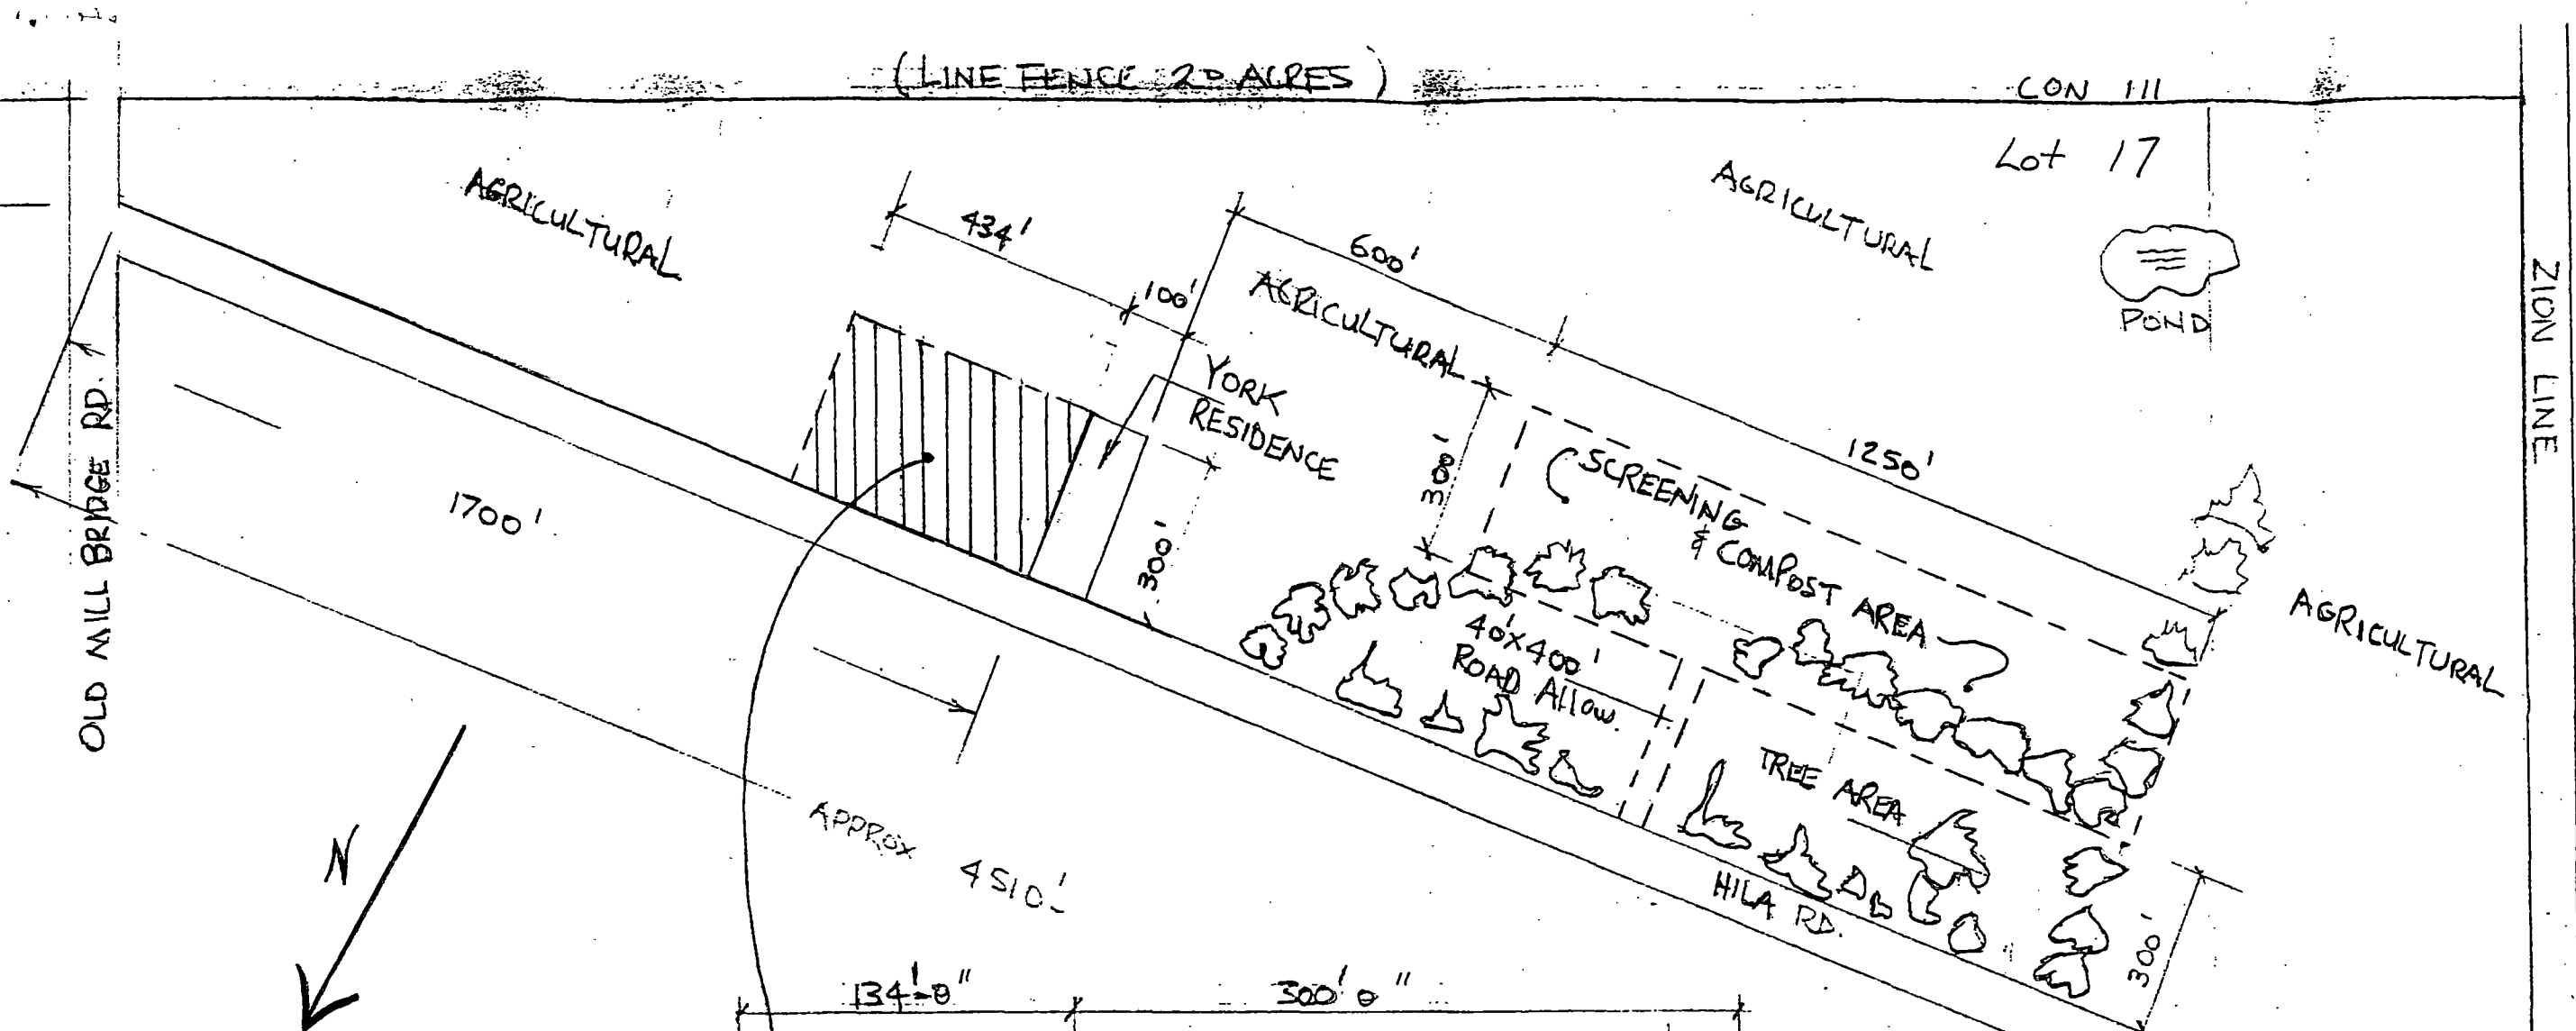 (LINE FENCE 20 ACRES)
CON III
Lot 17
AGRICULTURAL
434'
600'
AGRICULTURAL
100'
AGRICULTURAL
POND
ZION LINE
YORK
RESIDENCE
300'
1250'
SCREENING
& COMPOST AREA
OLD MILL BRIDGE RD.
1700'
300'
40'x400'
ROAD Allow.
AGRICULTURAL
TREE AREA
N
APPROX 4510'
HILA RD.
300'
134'-0"
300'0"